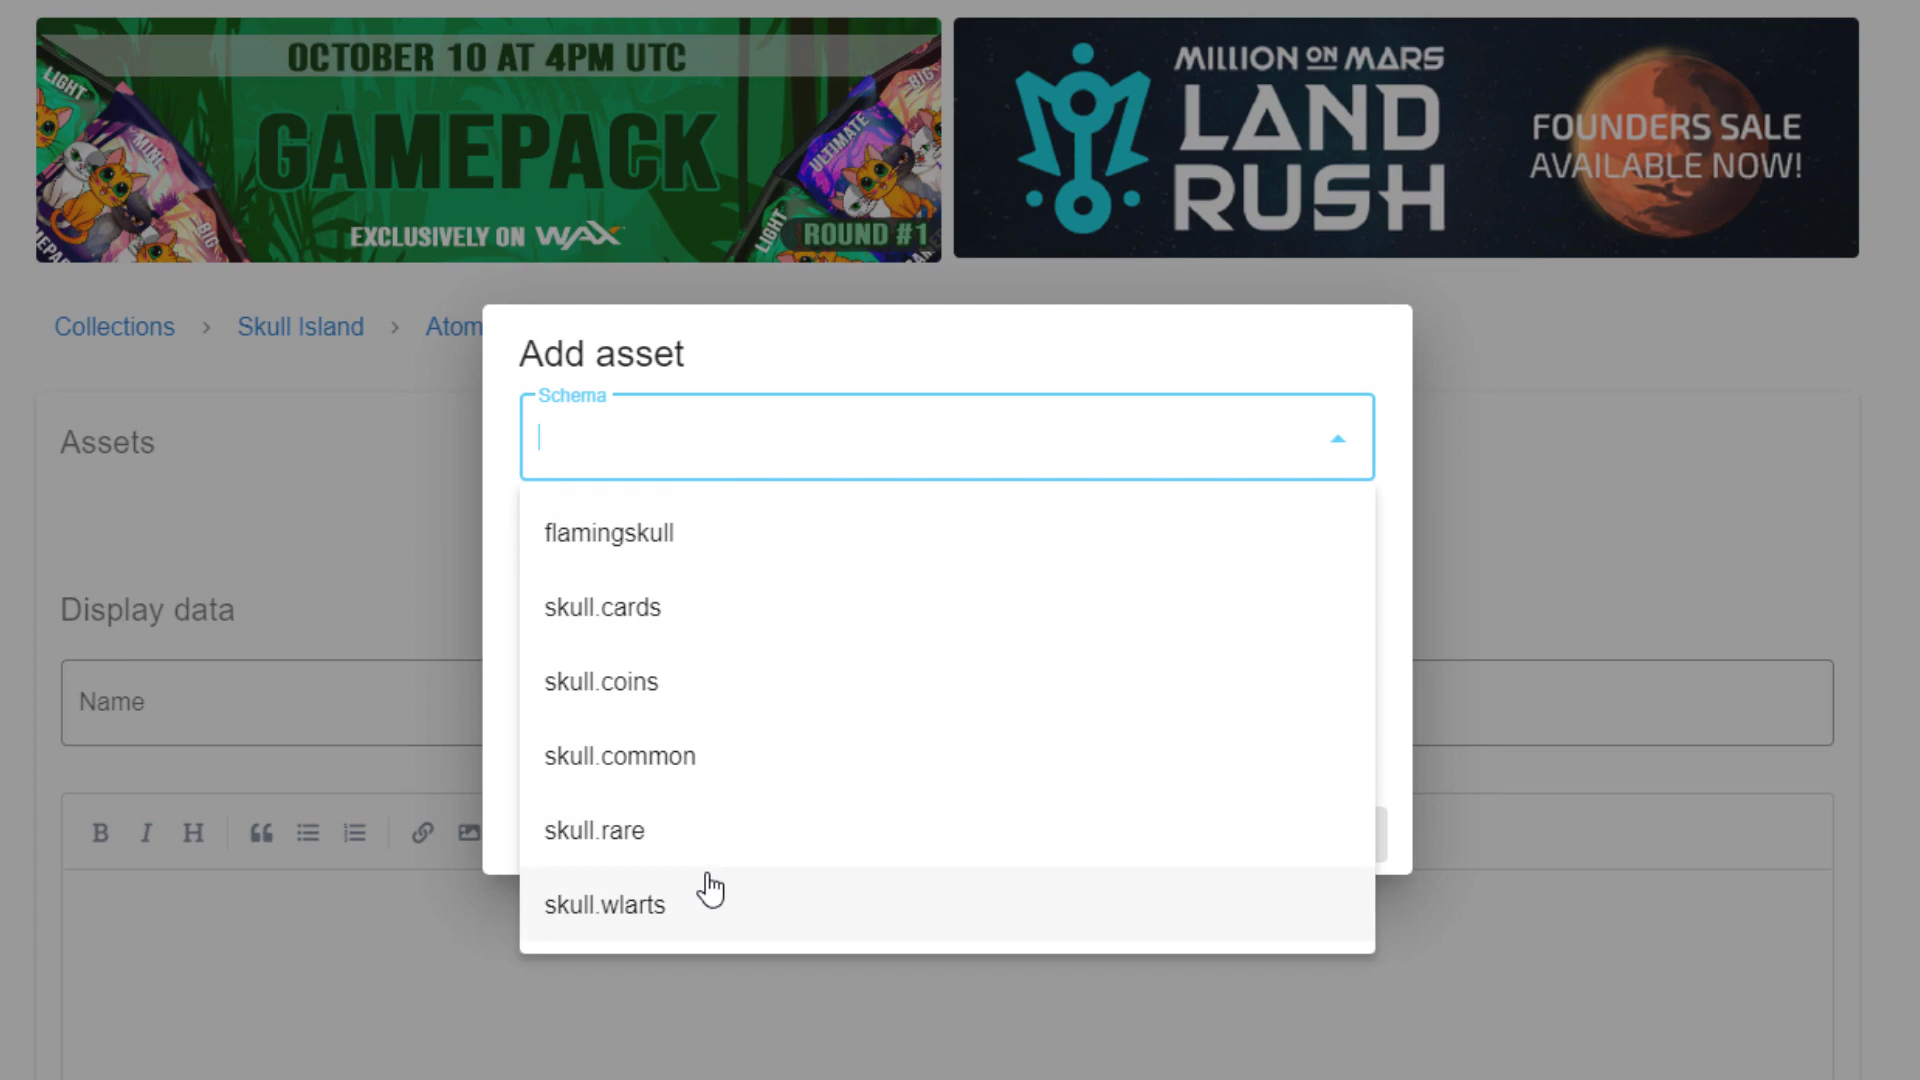 OCTOBER 10 AT 4PM UTC
LIGHT
MINI
BIG
GAMEPACK
EXCLUSIVELY ON WAX
BIG
ULTIMATE
LIGHT
ROUND #1
MILLION ON MARS
LAND
RUSH
FOUNDERS SALE
AVAILABLE NOW!
Collections > Skull Island > Atom
Add asset
Schema
Assets
flamingskull
skull.cards
Display data
skull.coins
Name
skull.common
B I H
skull.rare
skull.wlarts